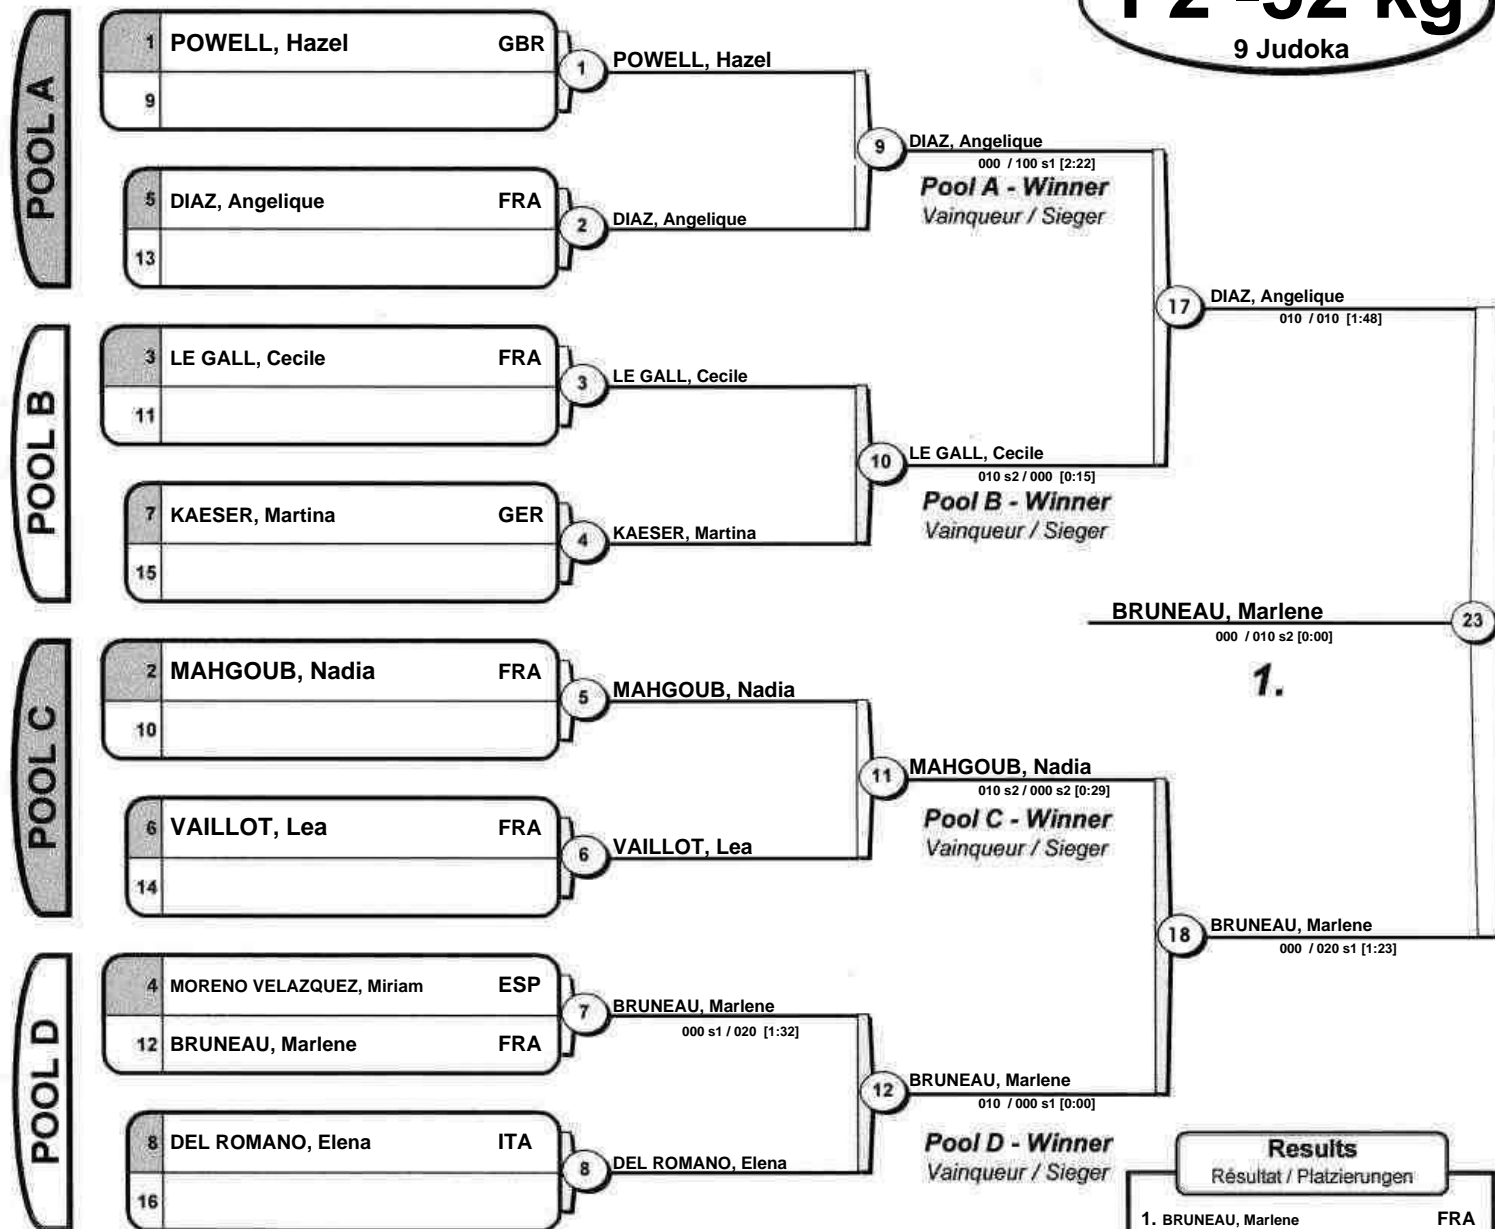 F2 -52 kg
9 Judoka
POOL A
1 POWELL, Hazel GBR
9
1
POWELL, Hazel
5 DIAZ, Angelique FRA
13
2
DIAZ, Angelique
9
DIAZ, Angelique
000 / 100 s1 [2:22]
Pool A - Winner
Vainqueur / Sieger
17
DIAZ, Angelique
010 / 010 [1:48]
POOL B
3 LE GALL, Cecile FRA
11
3
LE GALL, Cecile
7 KAESER, Martina GER
15
4
KAESER, Martina
10
LE GALL, Cecile
010 s2 / 000 [0:15]
Pool B - Winner
Vainqueur / Sieger
BRUNEAU, Marlene
000 / 010 s2 [0:00]
1.
23
POOL C
2 MAHGOUB, Nadia FRA
10
5
MAHGOUB, Nadia
6 VAILLOT, Lea FRA
14
6
VAILLOT, Lea
11
MAHGOUB, Nadia
010 s2 / 000 s2 [0:29]
Pool C - Winner
Vainqueur / Sieger
18
BRUNEAU, Marlene
000 / 020 s1 [1:23]
POOL D
4 MORENO VELAZQUEZ, Miriam ESP
12 BRUNEAU, Marlene FRA
7
BRUNEAU, Marlene
000 s1 / 020 [1:32]
8 DEL ROMANO, Elena ITA
16
8
DEL ROMANO, Elena
12
BRUNEAU, Marlene
010 / 000 s1 [0:00]
Pool D - Winner
Vainqueur / Sieger
Results
Résultat / Platzierungen
1. BRUNEAU, Marlene FRA